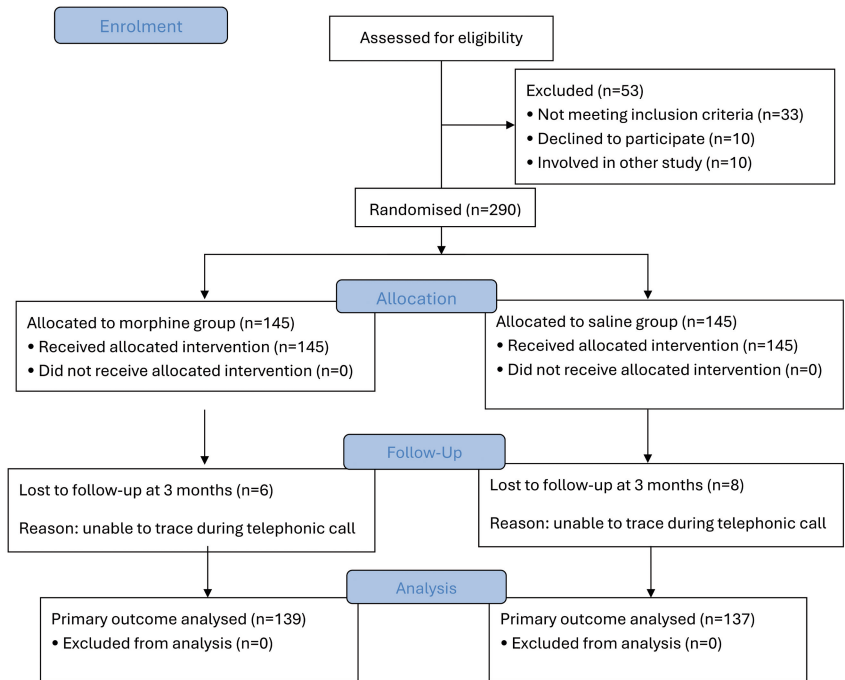 Enrolment
Assessed for eligibility
Excluded (n=53)
• Not meeting inclusion criteria (n=33)
• Declined to participate (n=10)
• Involved in other study (n=10)
Randomised (n=290)
Allocation
Allocated to morphine group (n=145)
• Received allocated intervention (n=145)
• Did not receive allocated intervention (n=0)
Allocated to saline group (n=145)
• Received allocated intervention (n=145)
• Did not receive allocated intervention (n=0)
Follow-Up
Lost to follow-up at 3 months (n=6)
Reason: unable to trace during telephonic call
Lost to follow-up at 3 months (n=8)
Reason: unable to trace during telephonic call
Analysis
Primary outcome analysed (n=139)
• Excluded from analysis (n=0)
Primary outcome analysed (n=137)
• Excluded from analysis (n=0)